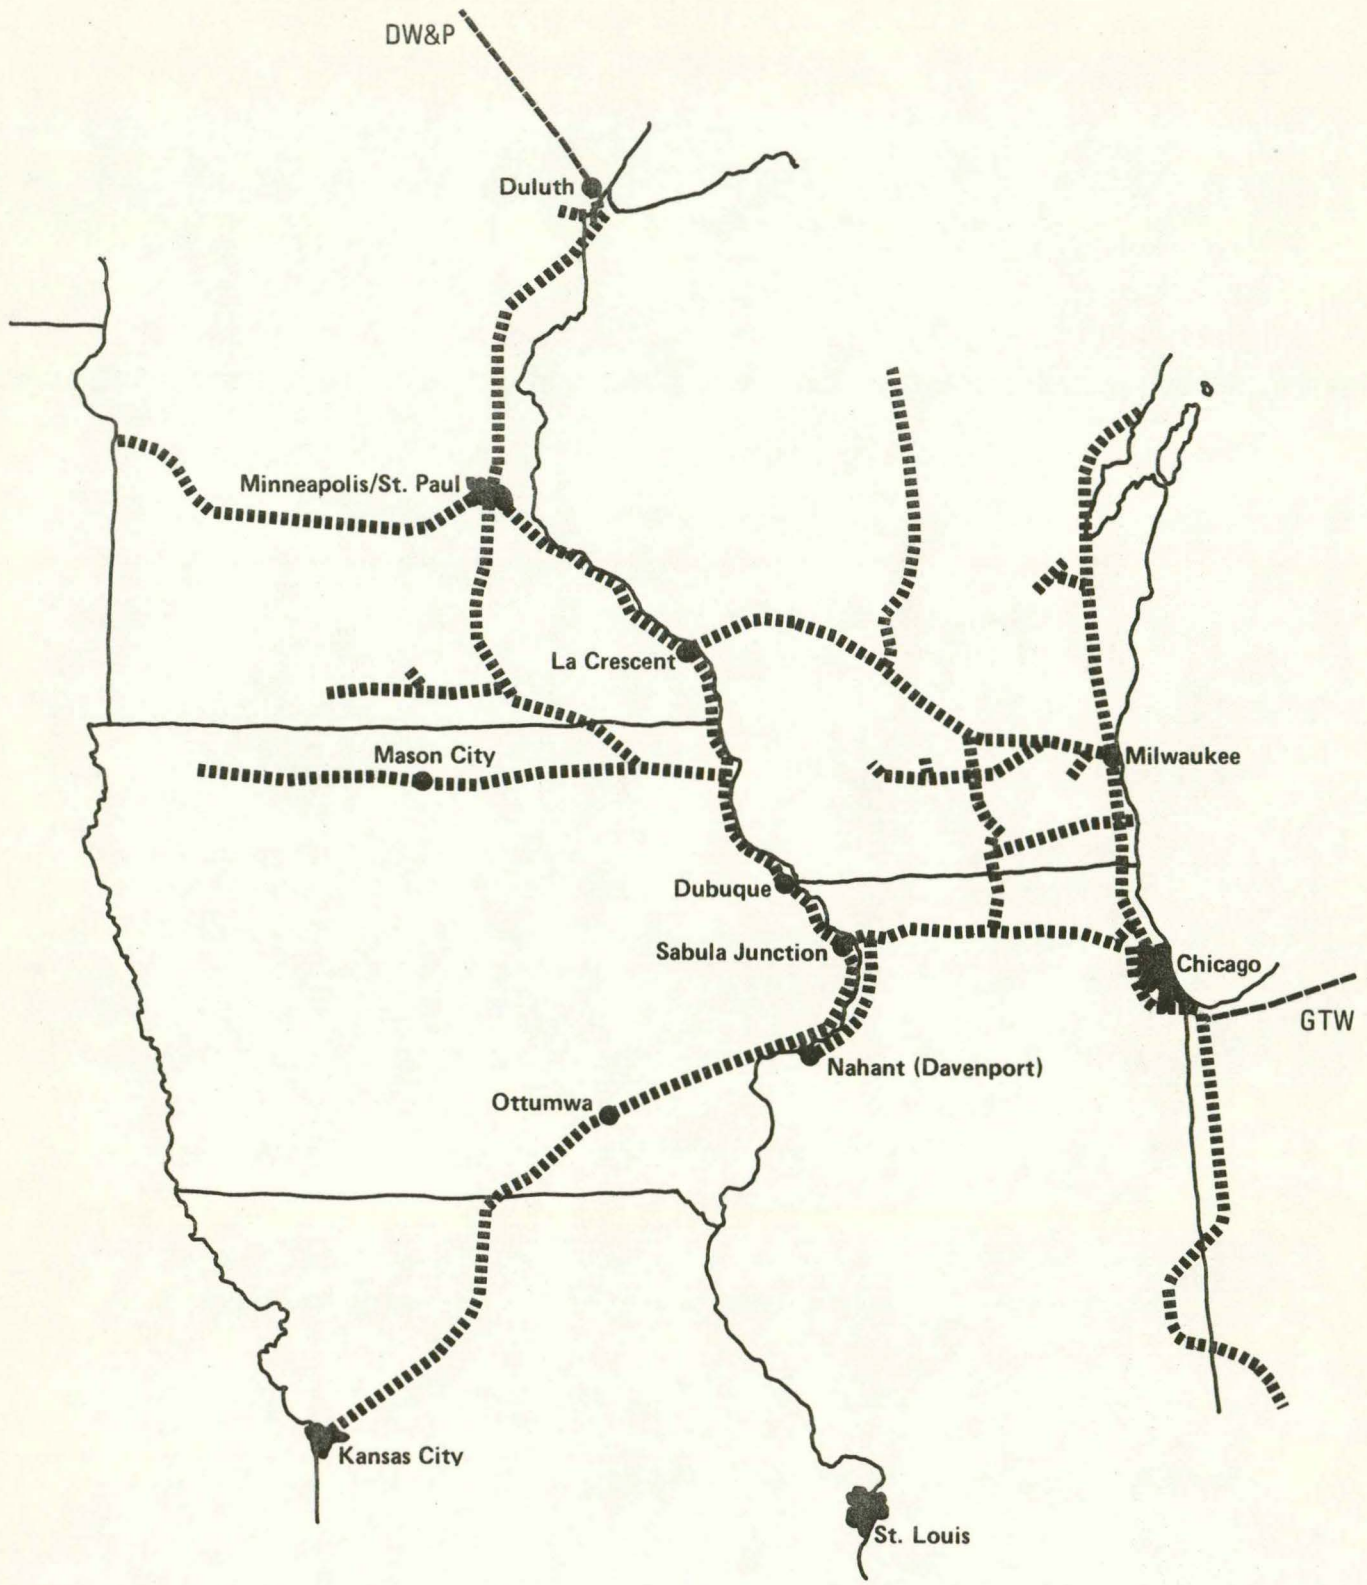 DW&P
Duluth
Minneapolis/St. Paul
La Crescent
Mason City
Milwaukee
Dubuque
Sabula Junction
Chicago
GTW
Nahant (Davenport)
Ottumwa
Kansas City
St. Louis